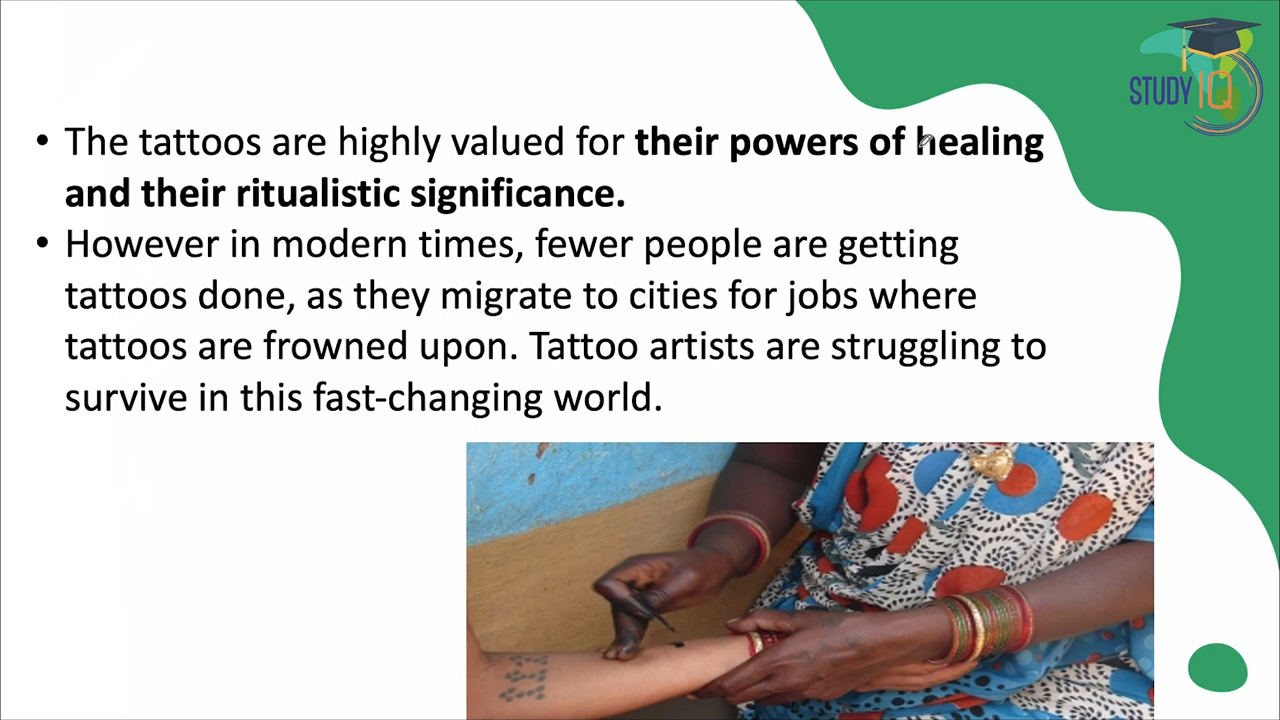 STUDY IQ
• The tattoos are highly valued for their powers of healing
and their ritualistic significance.
• However in modern times, fewer people are getting
tattoos done, as they migrate to cities for jobs where
tattoos are frowned upon. Tattoo artists are struggling to
survive in this fast-changing world.